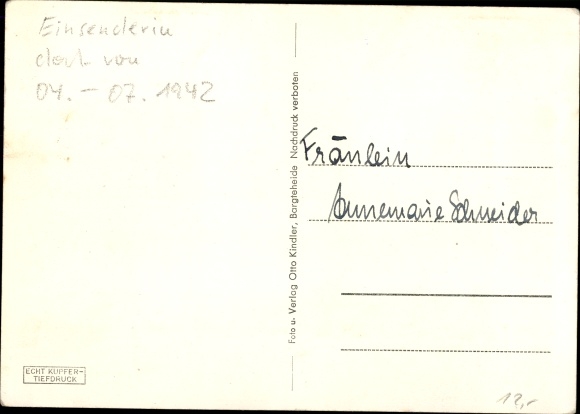 Einsenderin
dort von
04. - 07. 1942
Fräulein
Annemarie Schneider
Foto u. Verlag Otto Kindler, Bargteheide Nachdruck verboten
ECHT KUPFER-
TIEFDRUCK
12,-